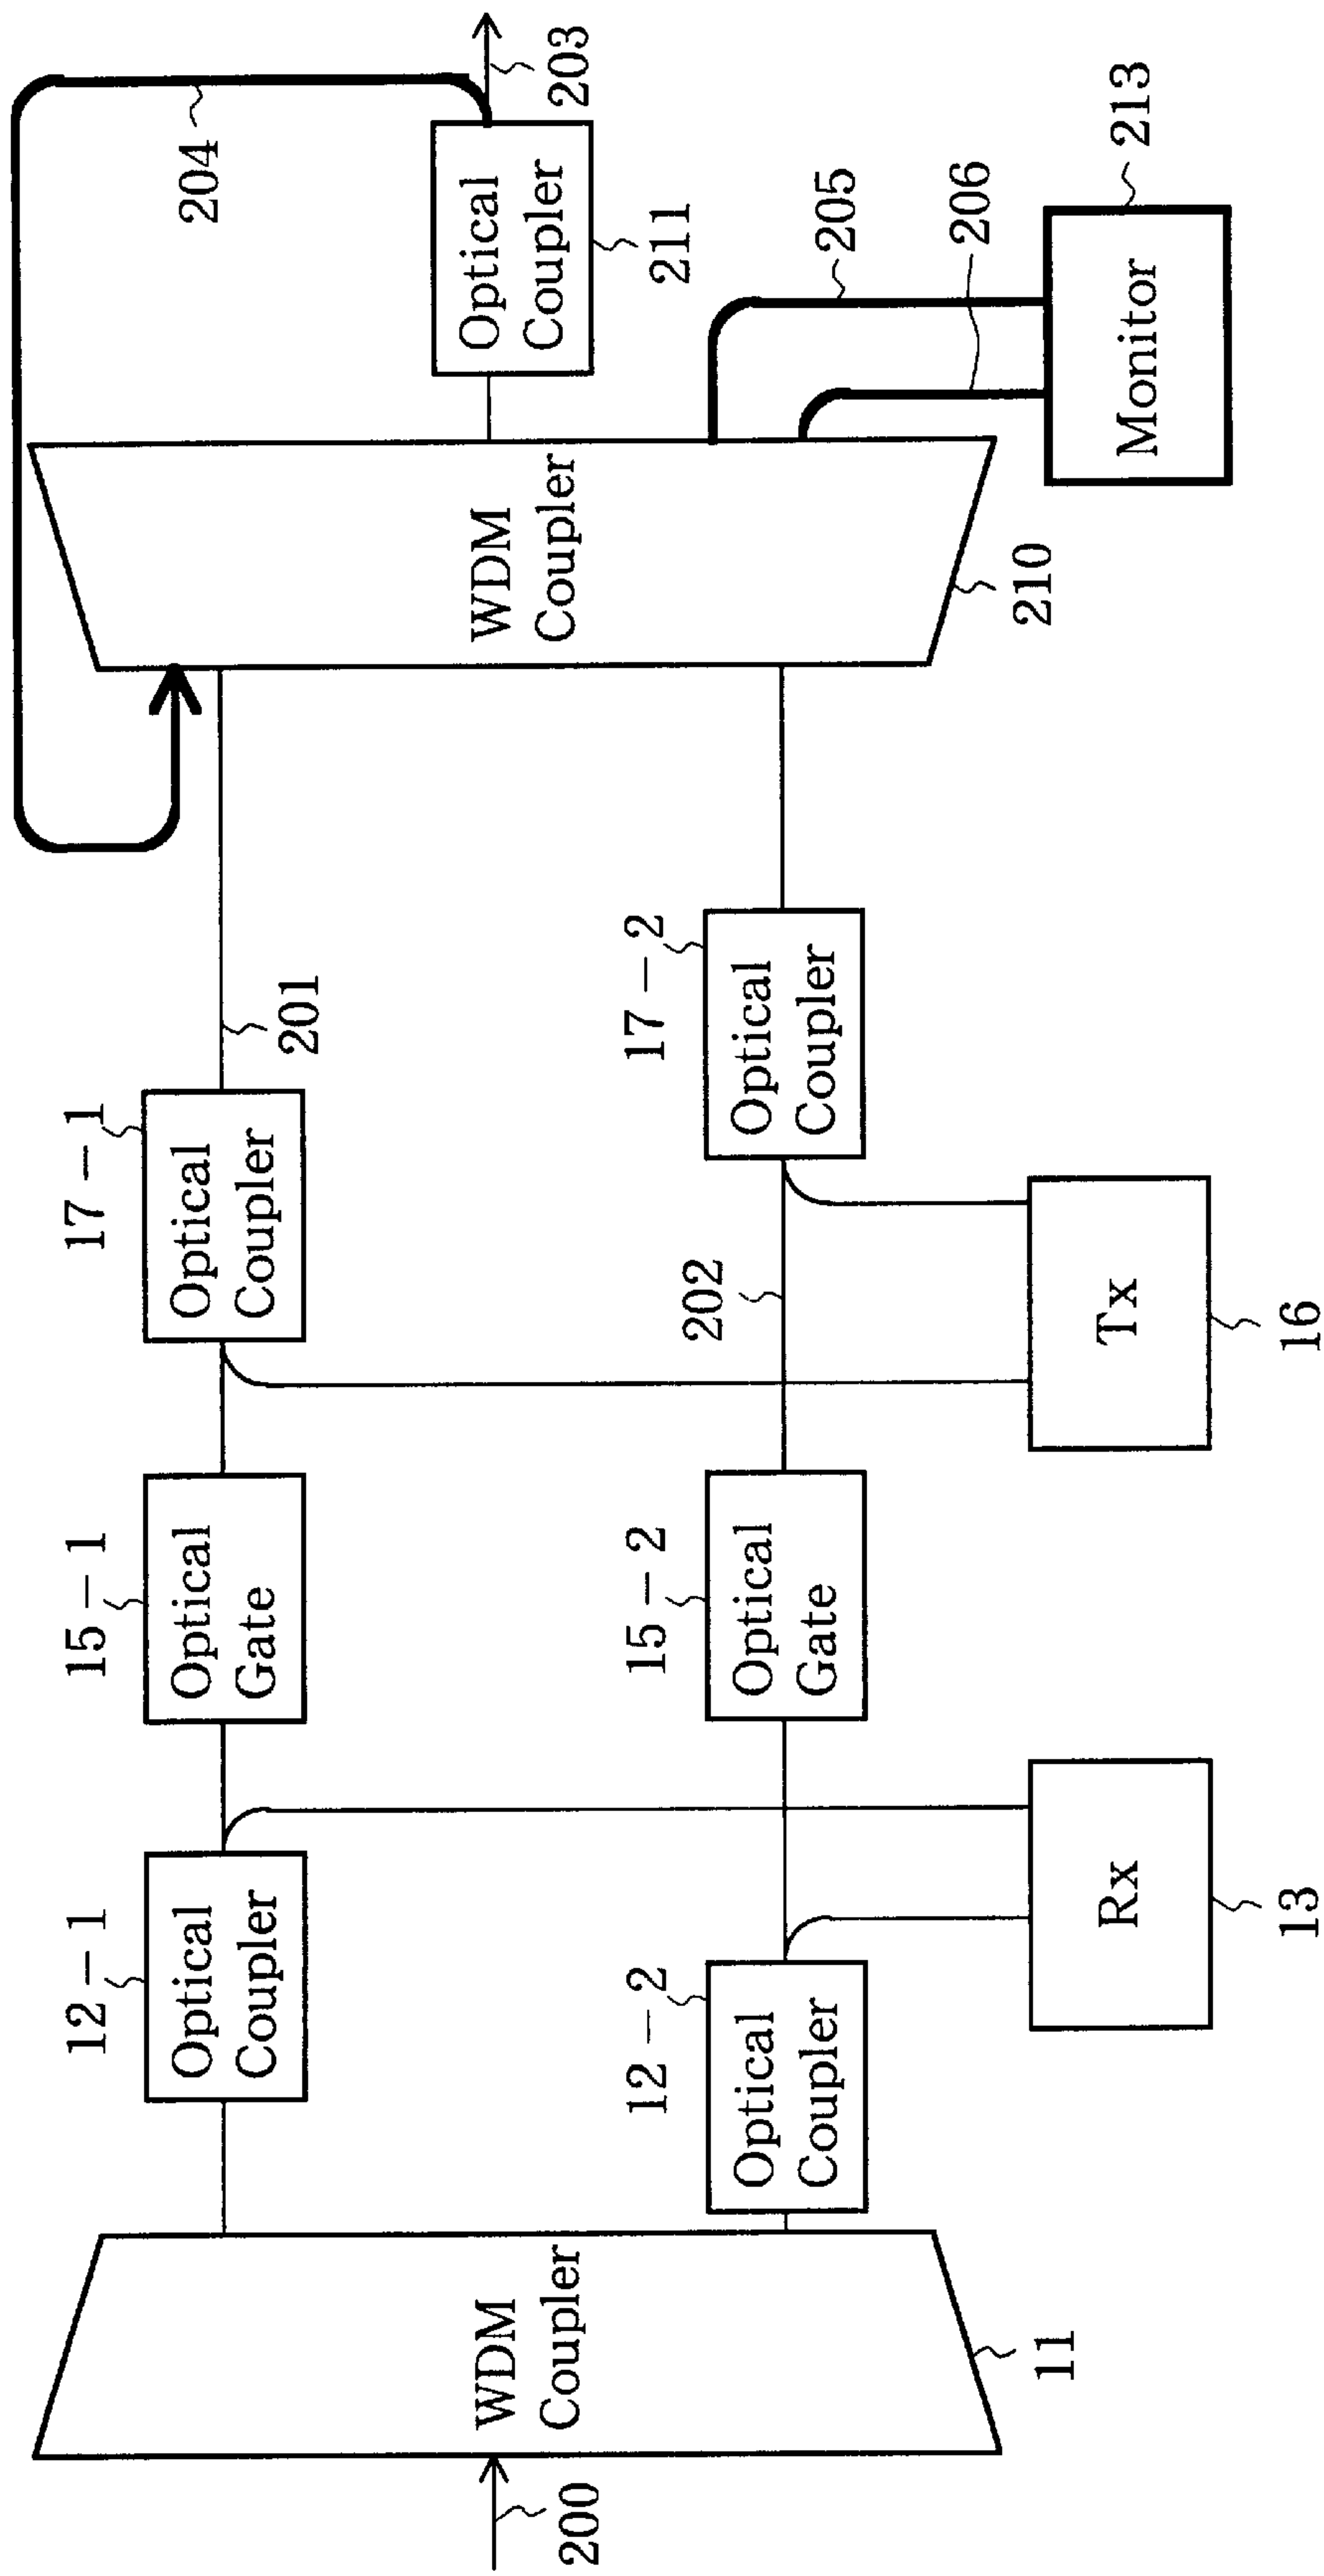 200
WDM
Coupler
11
12-1
Optical
Coupler
12-2
Optical
Coupler
Rx
13
15-1
Optical
Gate
15-2
Optical
Gate
17-1
Optical
Coupler
202
Tx
16
201
17-2
Optical
Coupler
WDM
Coupler
210
204
Optical
Coupler
211
203
205
206
Monitor
213